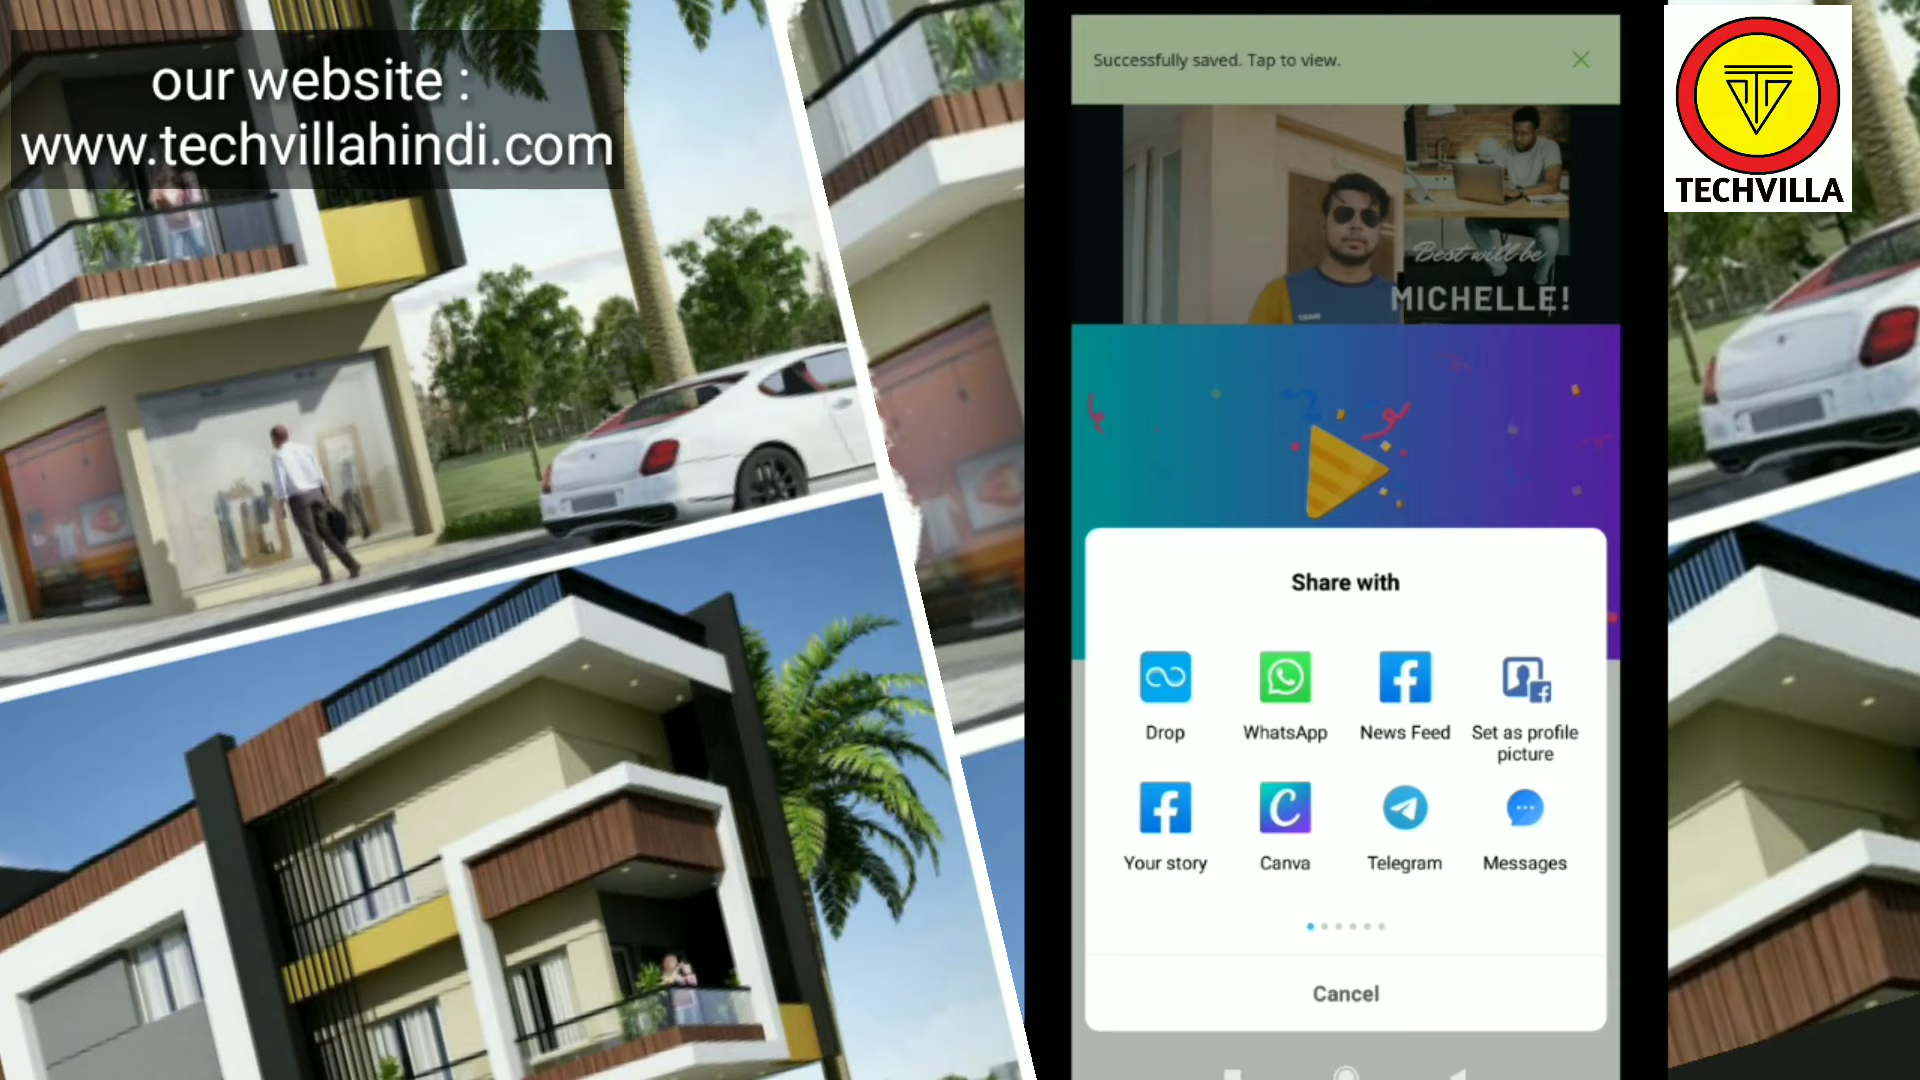 our website :
www.techvillahindi.com
Successfully saved. Tap to view.
TECHVILLA
Best will be
MICHELLE!
Share with
Drop
WhatsApp
News Feed
Set as profile
picture
Your story
Canva
Telegram
Messages
Cancel